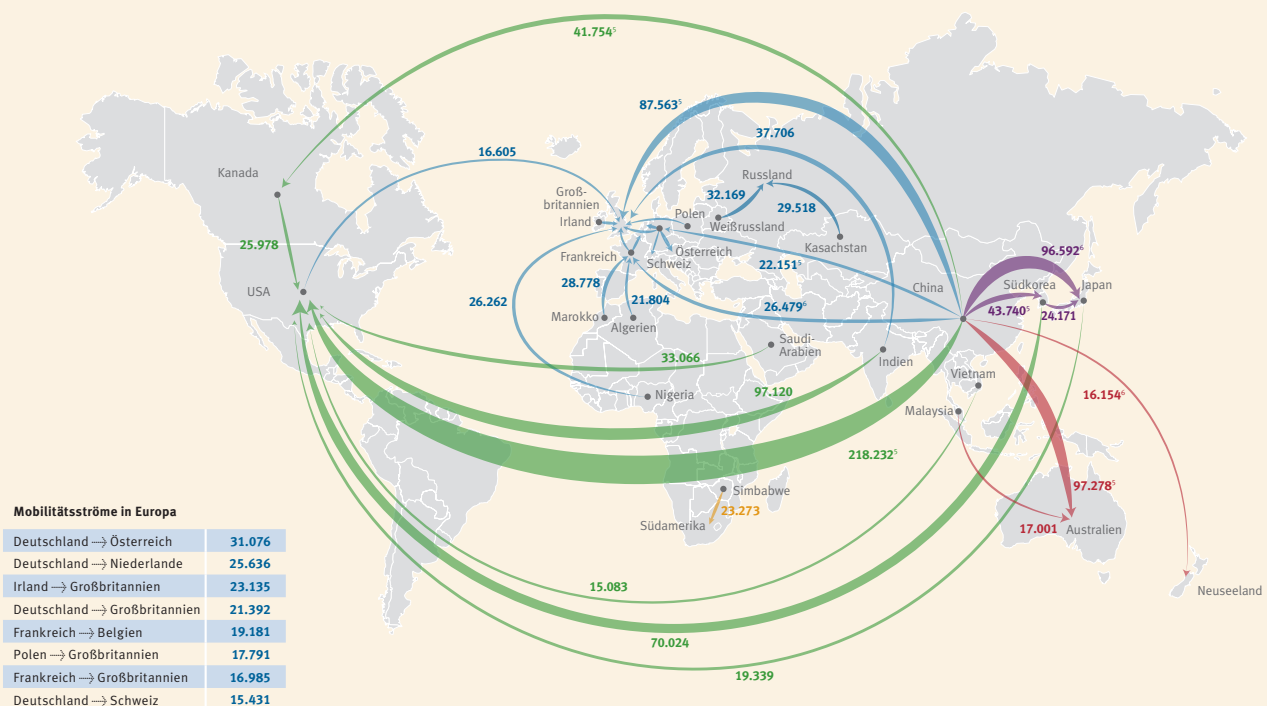 41.754⁵
87.563⁵
37.706
16.605
Kanada
Russland
Groß-
britannien
32.169
29.518
Irland
Polen
Weißrussland
25.978
Kasachstan
96.592⁶
Frankreich
Österreich
Schweiz
22.151⁵
28.778
China
Südkorea
Japan
USA
26.262
21.804
26.479⁶
43.740⁵
24.171
Marokko
Algerien
Saudi-
Arabien
33.066
Indien
Vietnam
97.120
Nigeria
16.154⁶
Malaysia
218.232⁵
97.278⁵
Simbabwe
23.273
Südamerika
17.001
Australien
15.083
Neuseeland
70.024
19.339
Mobilitätsströme in Europa
Deutschland ⤑ Österreich 31.076
Deutschland ⤑ Niederlande 25.636
Irland ⤑ Großbritannien 23.135
Deutschland ⤑ Großbritannien 21.392
Frankreich ⤑ Belgien 19.181
Polen ⤑ Großbritannien 17.791
Frankreich ⤑ Großbritannien 16.985
Deutschland ⤑ Schweiz 15.431